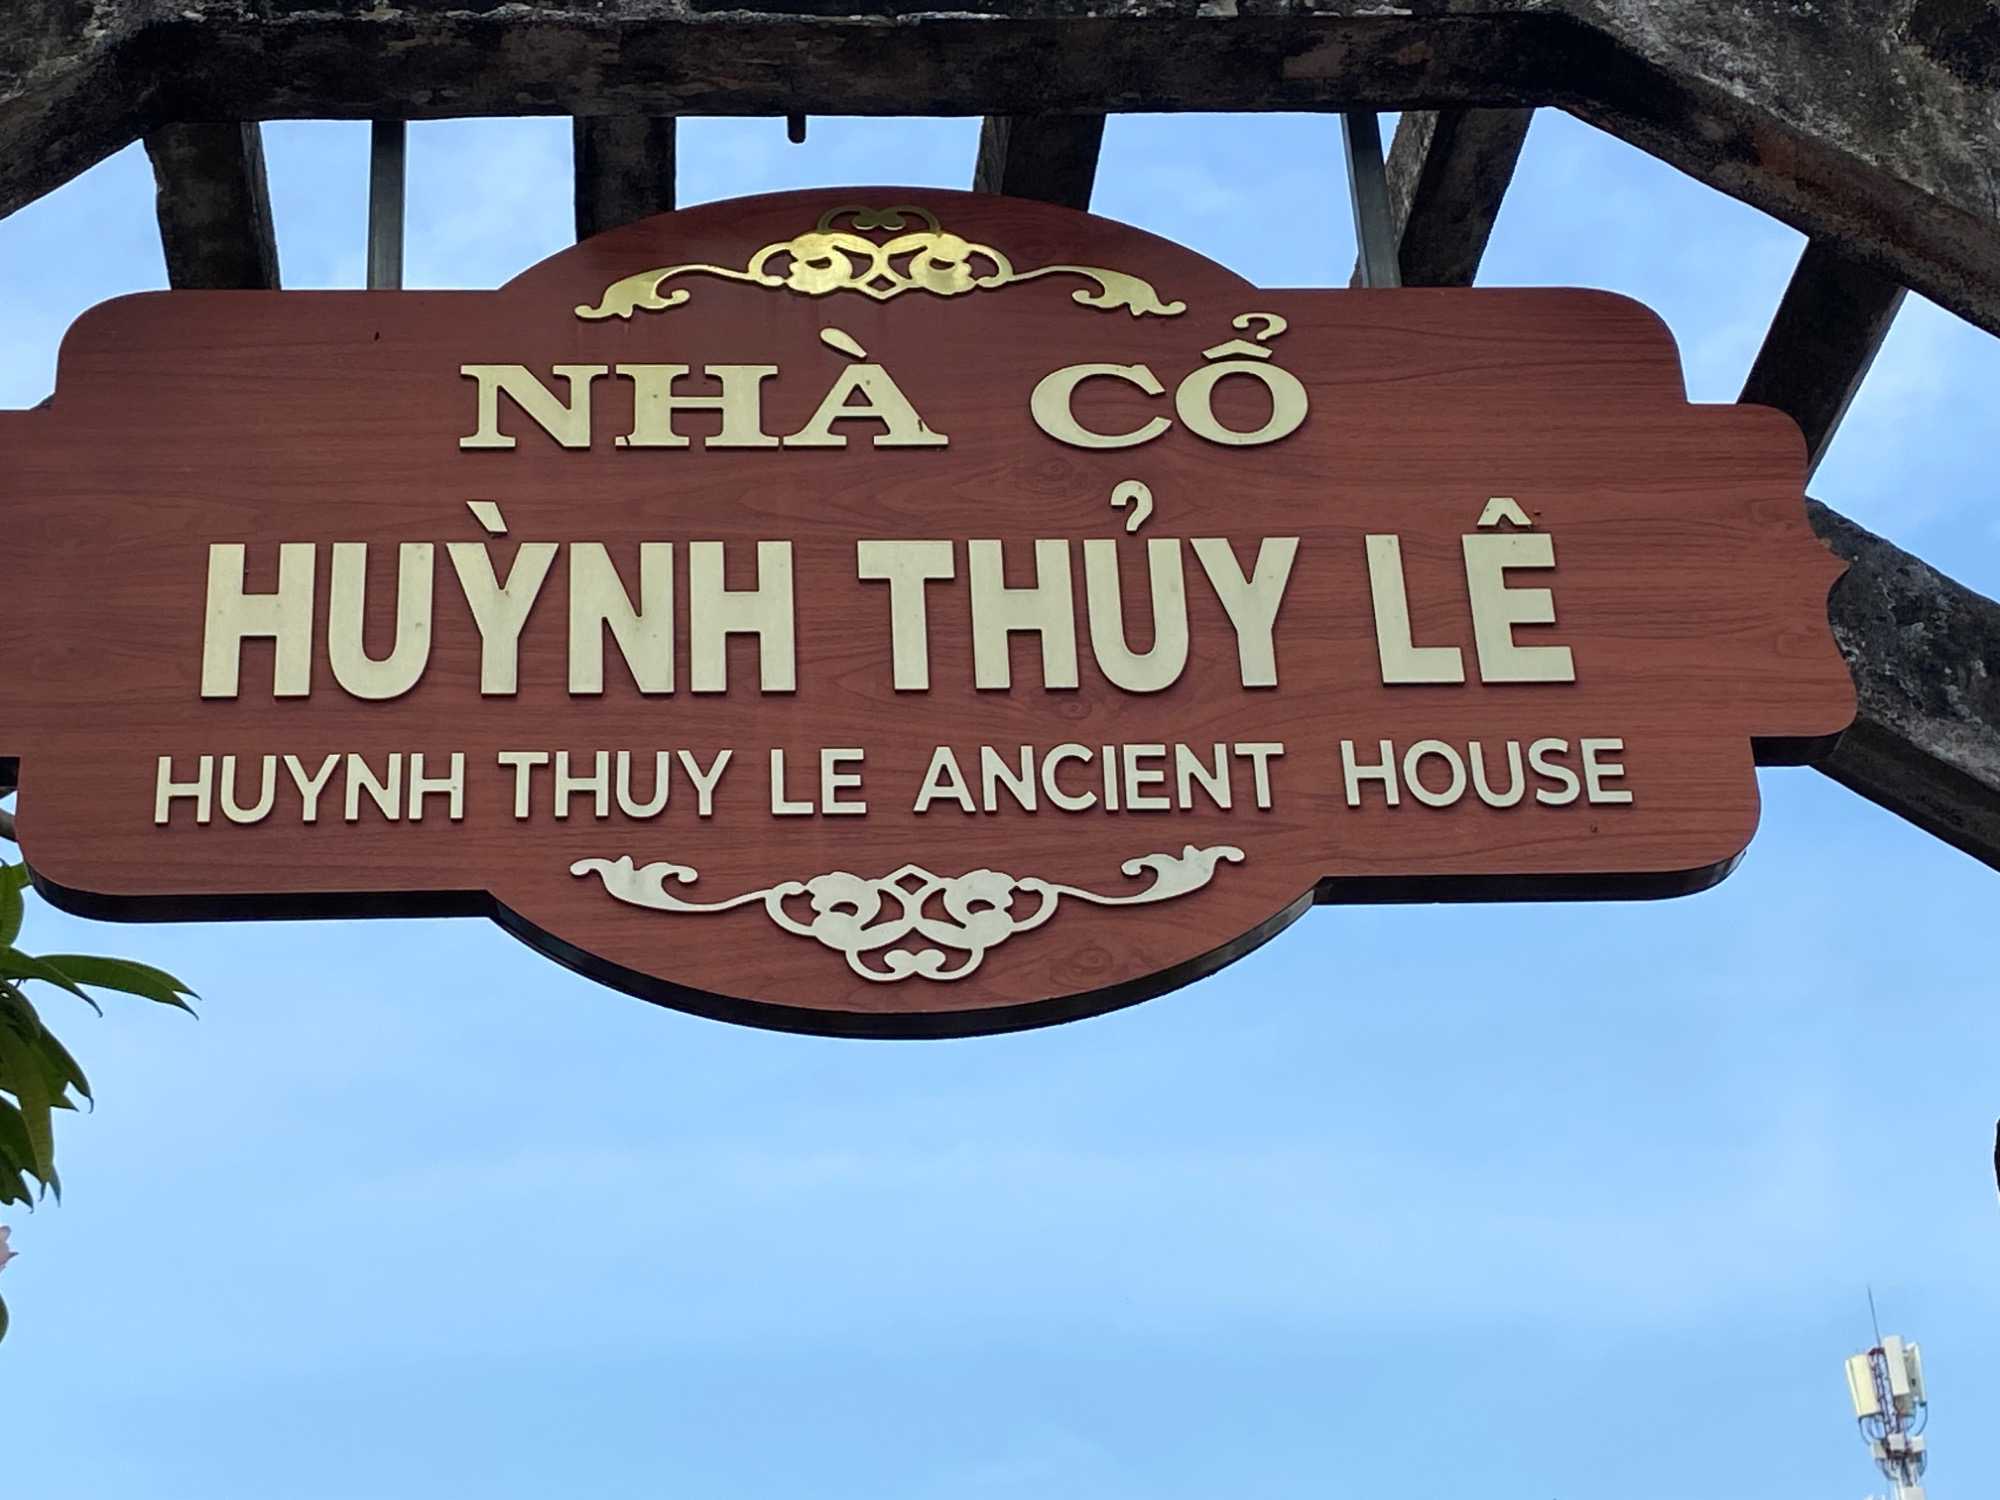 NHÀ CỔ
HUỲNH THỦY LÊ
HUYNH THUY LE ANCIENT HOUSE